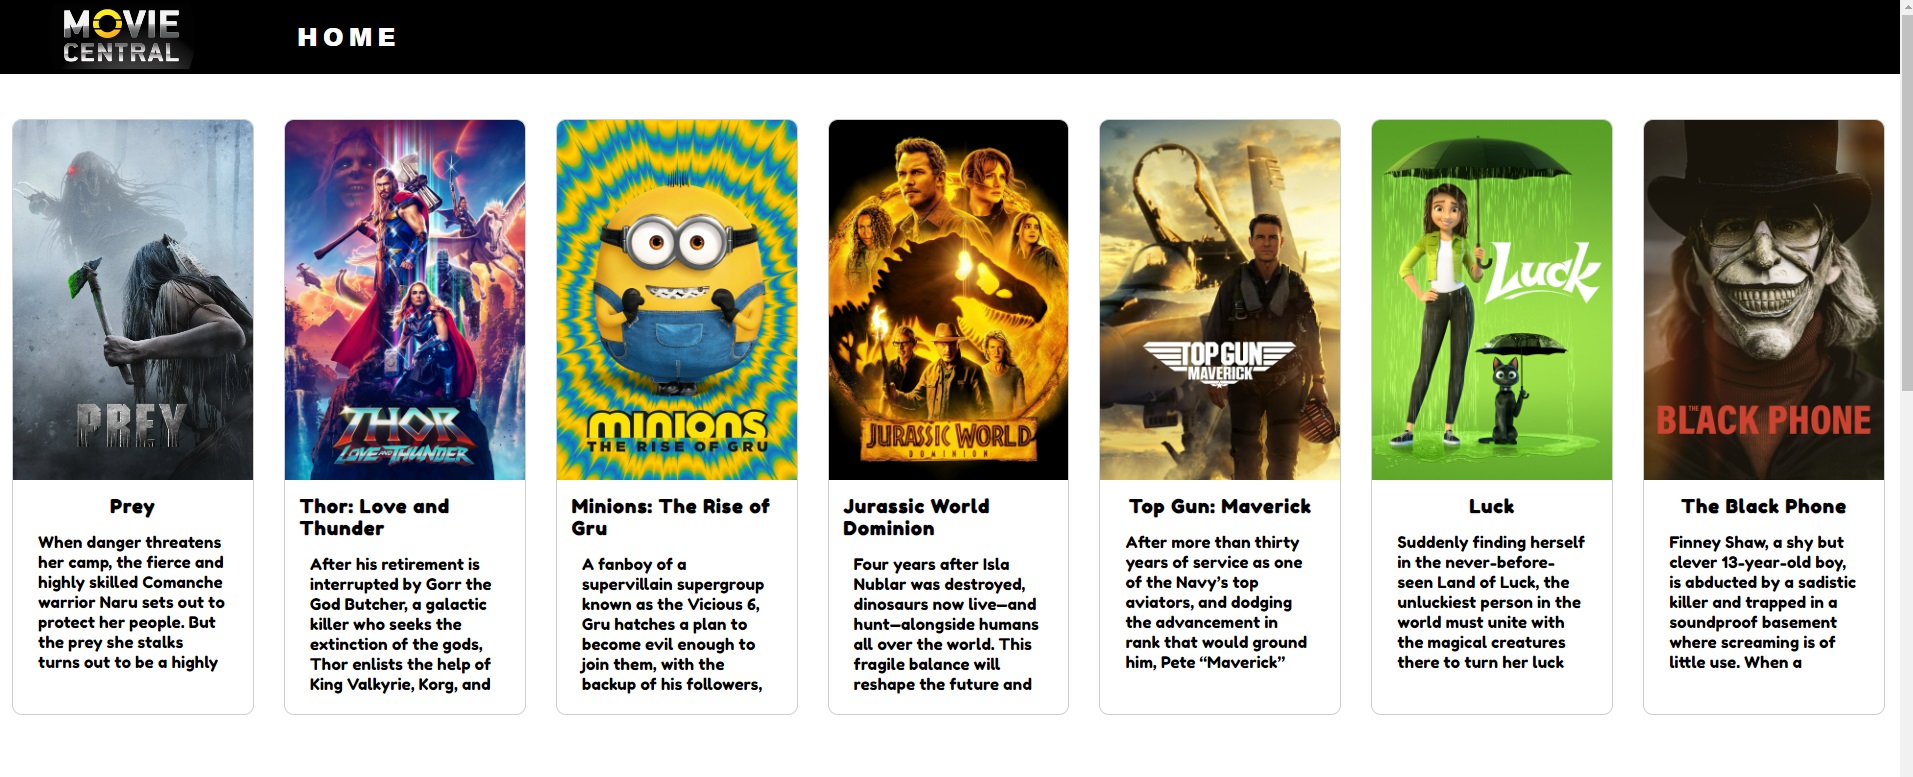 MOVIE
CENTRAL
HOME
PREY
THOR
LOVE AND THUNDER
minions
THE RISE OF GRU
JURASSIC WORLD
DOMINION
TOP GUN
MAVERICK
Luck
THE
BLACK PHONE
Prey
When danger threatens
her camp, the fierce and
highly skilled Comanche
warrior Naru sets out to
protect her people. But
the prey she stalks
turns out to be a highly
Thor: Love and
Thunder
After his retirement is
interrupted by Gorr the
God Butcher, a galactic
killer who seeks the
extinction of the gods,
Thor enlists the help of
King Valkyrie, Korg, and
Minions: The Rise of
Gru
A fanboy of a
supervillain supergroup
known as the Vicious 6,
Gru hatches a plan to
become evil enough to
join them, with the
backup of his followers,
Jurassic World
Dominion
Four years after Isla
Nublar was destroyed,
dinosaurs now live—and
hunt—alongside humans
all over the world. This
fragile balance will
reshape the future and
Top Gun: Maverick
After more than thirty
years of service as one
of the Navy’s top
aviators, and dodging
the advancement in
rank that would ground
him, Pete “Maverick”
Luck
Suddenly finding herself
in the never-before-
seen Land of Luck, the
unluckiest person in the
world must unite with
the magical creatures
there to turn her luck
The Black Phone
Finney Shaw, a shy but
clever 13-year-old boy,
is abducted by a sadistic
killer and trapped in a
soundproof basement
where screaming is of
little use. When a